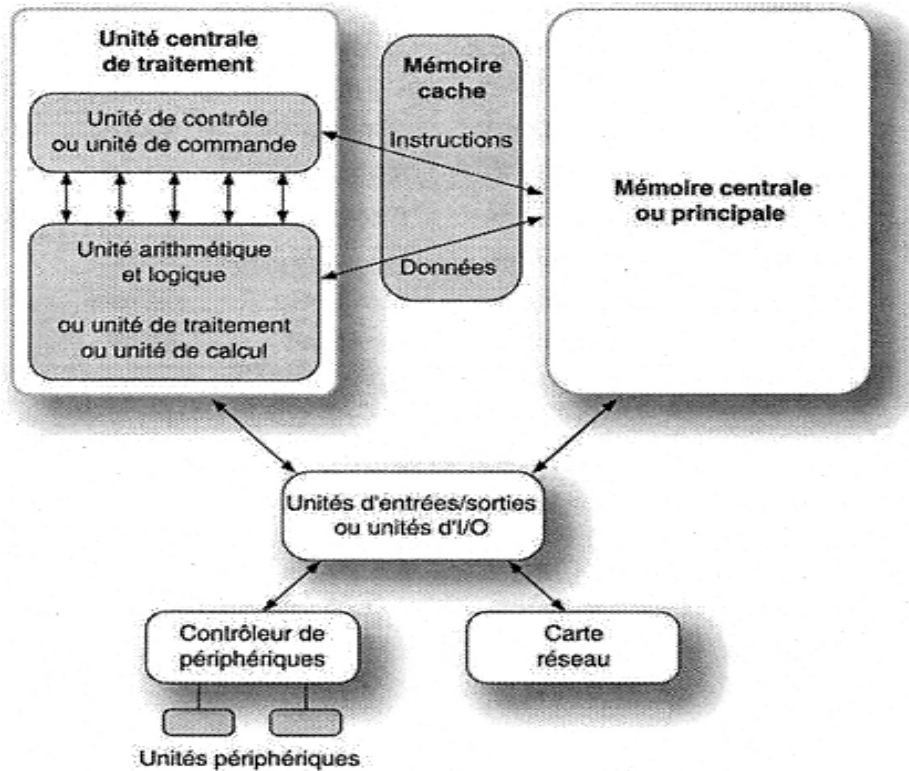 Unité centrale
de traitement
Unité de contrôle
ou unité de commande
Unité arithmétique
et logique
ou unité de traitement
ou unité de calcul
Mémoire
cache
Instructions
Données
Mémoire centrale
ou principale
Unités d'entrées/sorties
ou unités d'I/O
Contrôleur de
périphériques
Carte
réseau
Unités périphériques